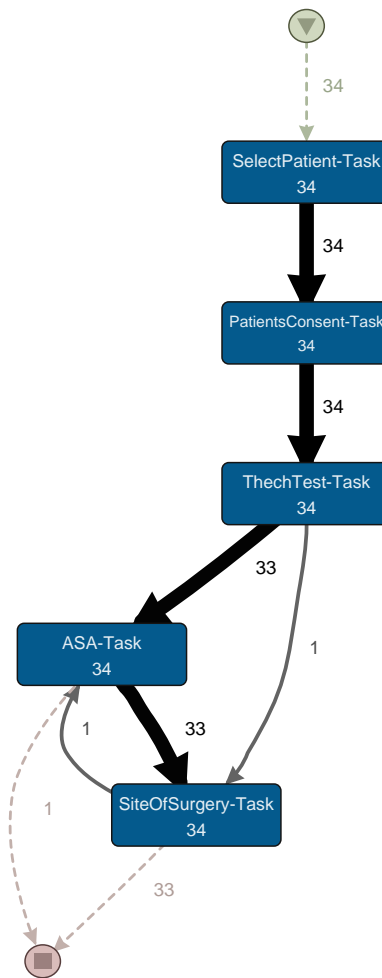 34
SelectPatient-Task
34
34
PatientsConsent-Task
34
34
ThechTest-Task
34
33
1
ASA-Task
34
1
33
SiteOfSurgery-Task
34
1
33